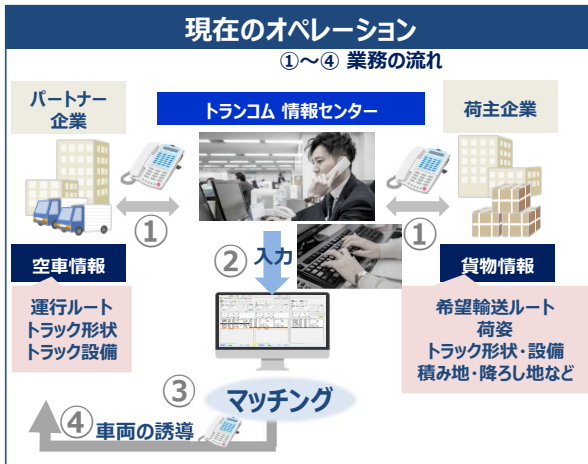 現在のオペレーション
①～④ 業務の流れ
パートナー
企業
トランコム 情報センター
荷主企業
①
①
②
入力
空車情報
運行ルート
トラック形状
トラック設備
貨物情報
希望輸送ルート
荷姿
トラック形状・設備
積み地・降ろし地など
③
マッチング
④
車両の誘導